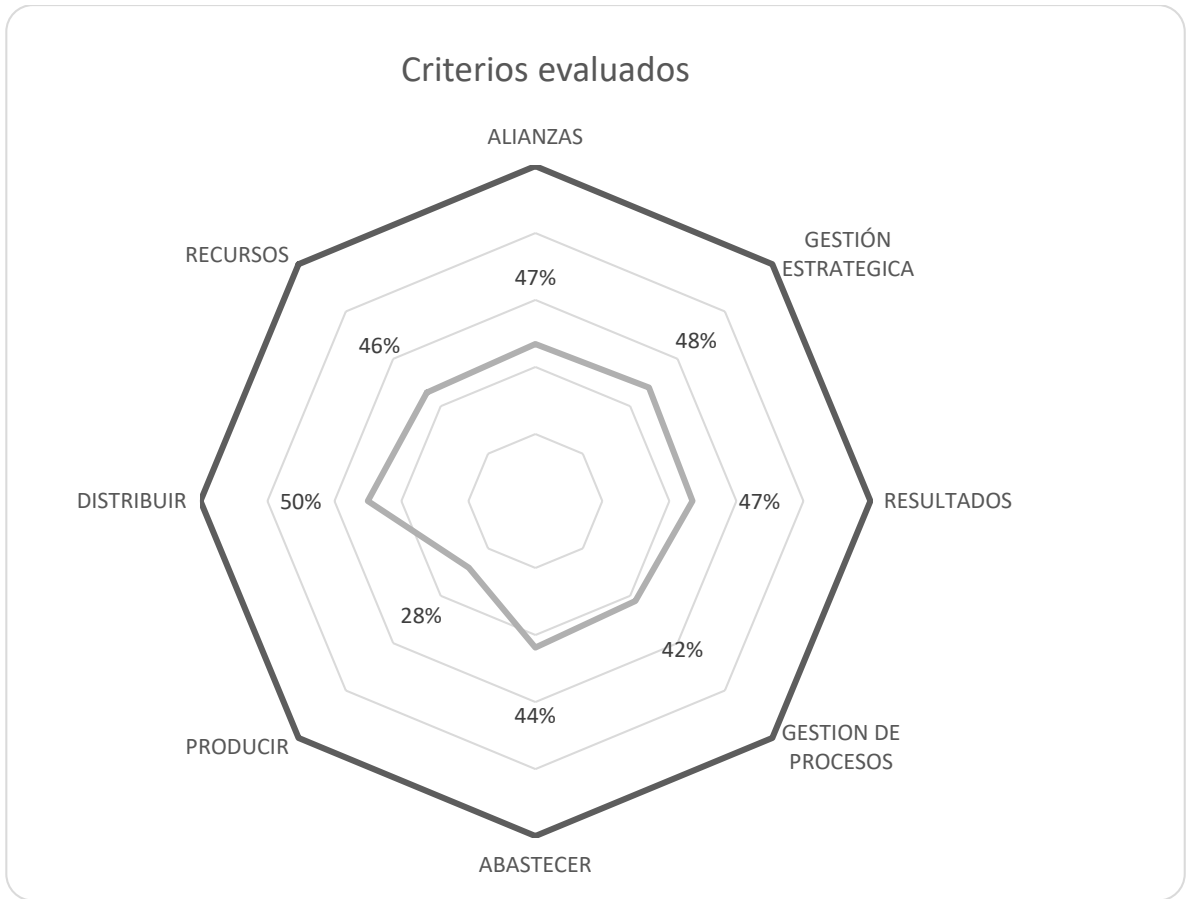 Criterios evaluados
ALIANZAS
GESTIÓN
ESTRATEGICA
RECURSOS
47%
48%
46%
DISTRIBUIR
50%
47%
RESULTADOS
28%
42%
44%
PRODUCIR
GESTION DE
PROCESOS
ABASTECER